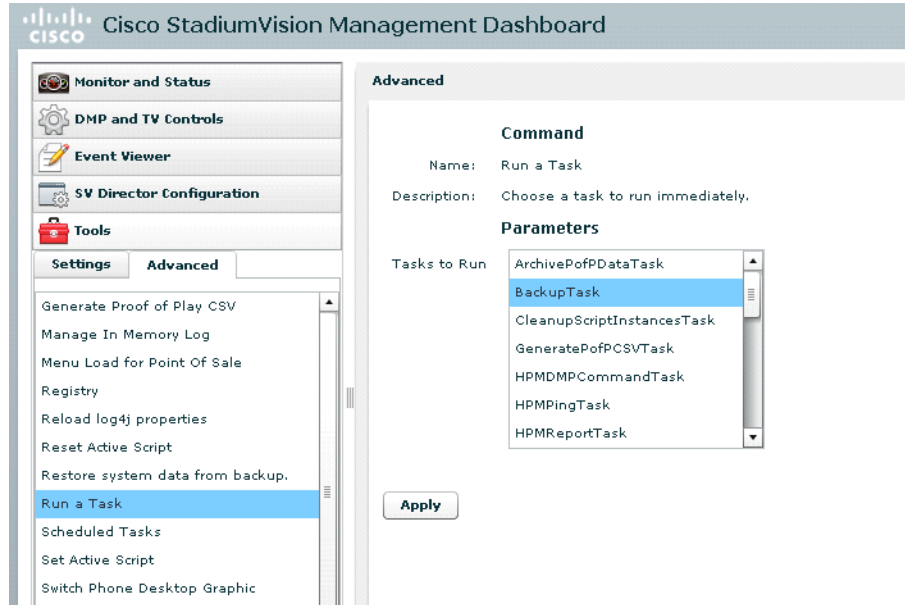 CISCO
Cisco StadiumVision Management Dashboard
Monitor and Status
DMP and TV Controls
Event Viewer
SV Director Configuration
Tools
Settings
Advanced
Generate Proof of Play CSV
Manage In Memory Log
Menu Load for Point Of Sale
Registry
Reload log4j properties
Reset Active Script
Restore system data from backup.
Run a Task
Scheduled Tasks
Set Active Script
Switch Phone Desktop Graphic
Advanced
Command
Name: Run a Task
Description: Choose a task to run immediately.
Parameters
Tasks to Run
ArchivePofPDataTask
BackupTask
CleanupScriptInstancesTask
GeneratePofPCSVTask
HPMDMPCommandTask
HPMPingTask
HPMReportTask
Apply